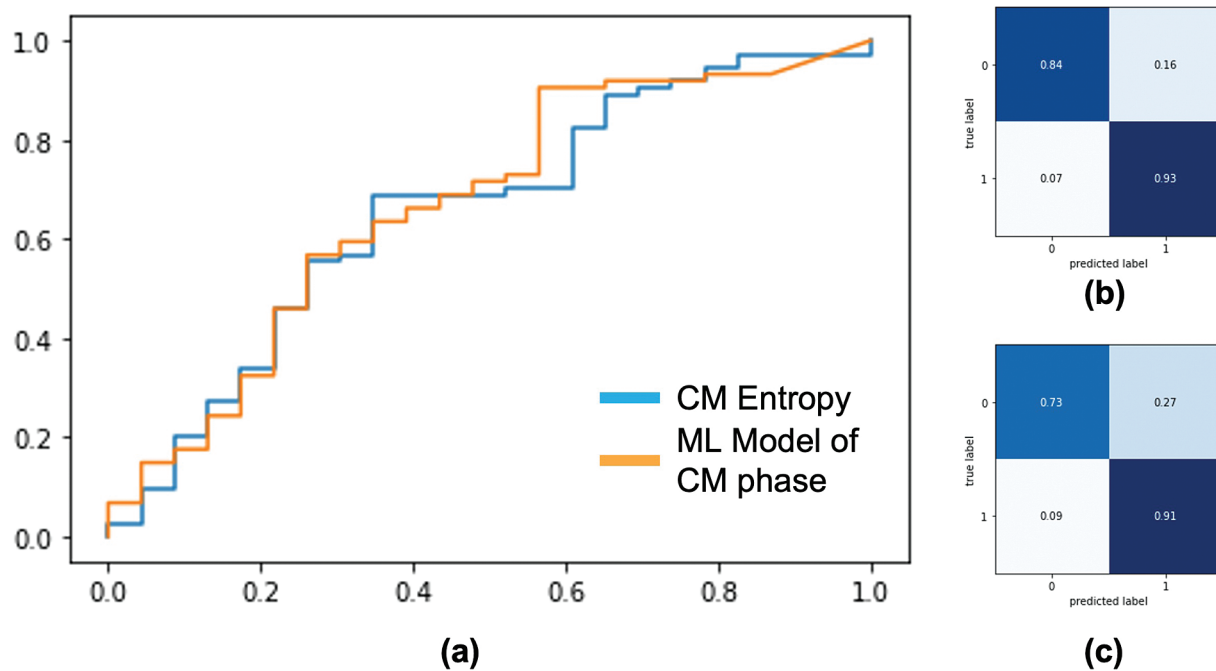 1.0
0.8
0.6
0.4
0.2
0.0
0.0 0.2 0.4 0.6 0.8 1.0
CM Entropy
ML Model of
CM phase
(a)
true label
0
1
0.84 0.16
0.07 0.93
0 1
predicted label
(b)
true label
0
1
0.73 0.27
0.09 0.91
0 1
predicted label
(c)